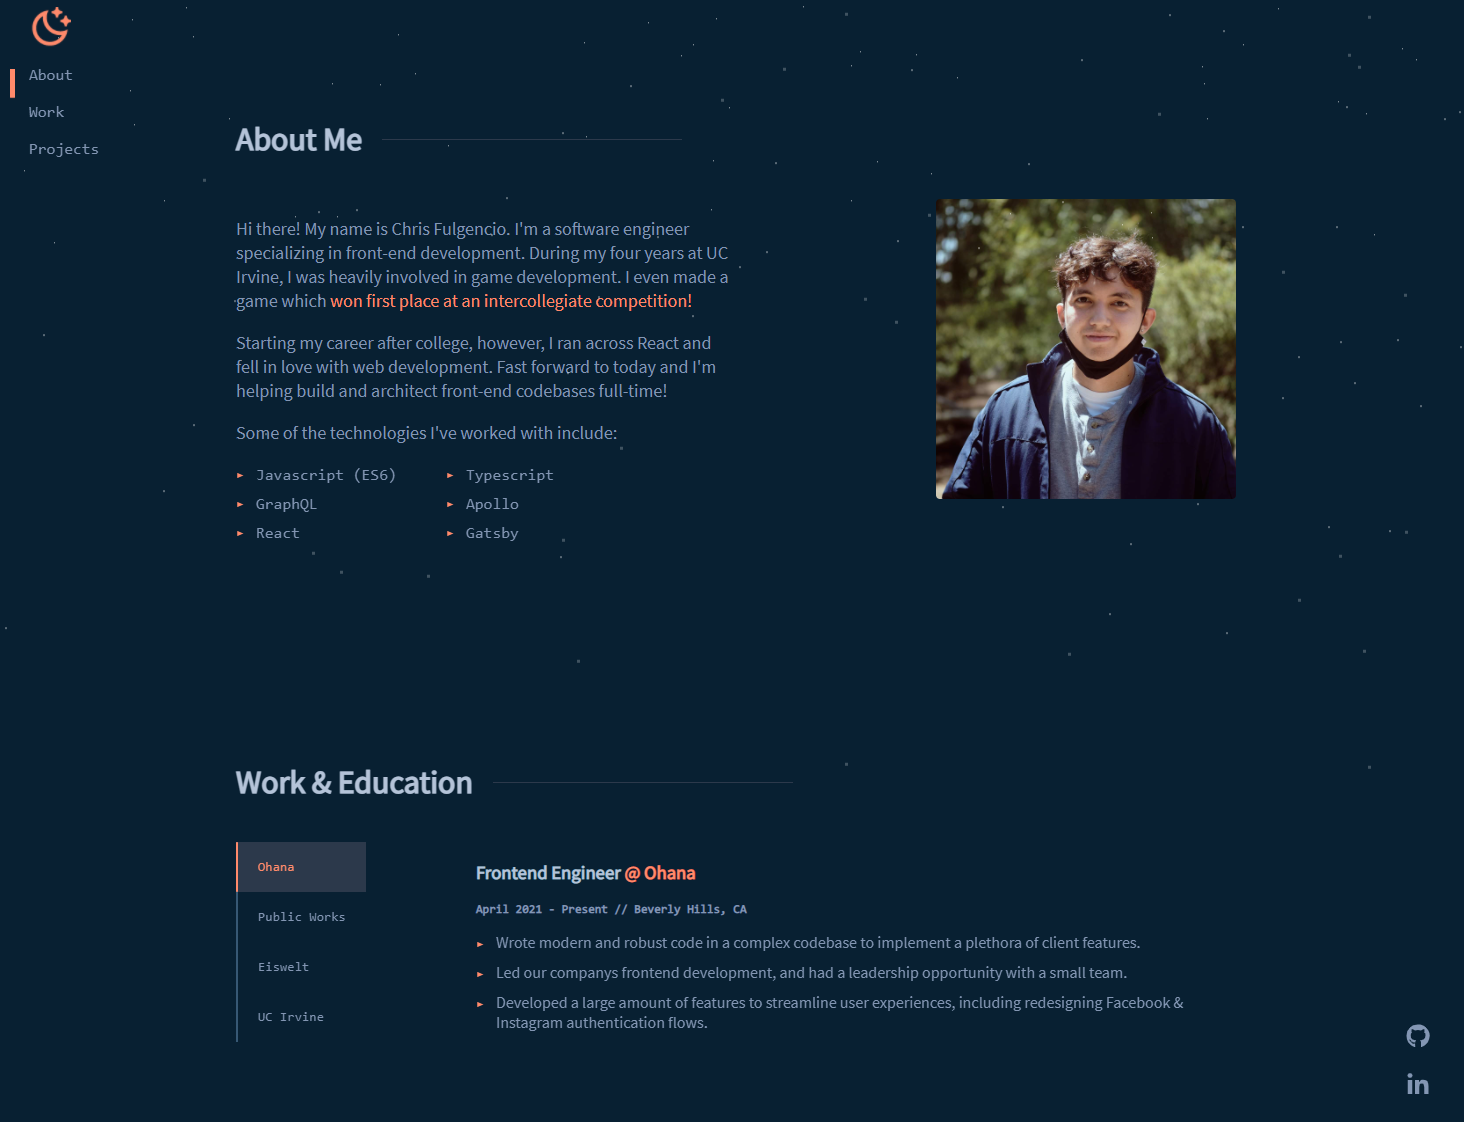 About
Work
Projects
About Me
Hi there! My name is Chris Fulgencio. I'm a software engineer
specializing in front-end development. During my four years at UC
Irvine, I was heavily involved in game development. I even made a
game which won first place at an intercollegiate competition!
Starting my career after college, however, I ran across React and
fell in love with web development. Fast forward to today and I'm
helping build and architect front-end codebases full-time!
Some of the technologies I've worked with include:
▸ Javascript (ES6)
▸ Typescript
▸ GraphQL
▸ Apollo
▸ React
▸ Gatsby
Work & Education
Ohana
Public Works
Eiswelt
UC Irvine
Frontend Engineer @ Ohana
April 2021 - Present // Beverly Hills, CA
▸ Wrote modern and robust code in a complex codebase to implement a plethora of client features.
▸ Led our companys frontend development, and had a leadership opportunity with a small team.
▸ Developed a large amount of features to streamline user experiences, including redesigning Facebook &
Instagram authentication flows.
in